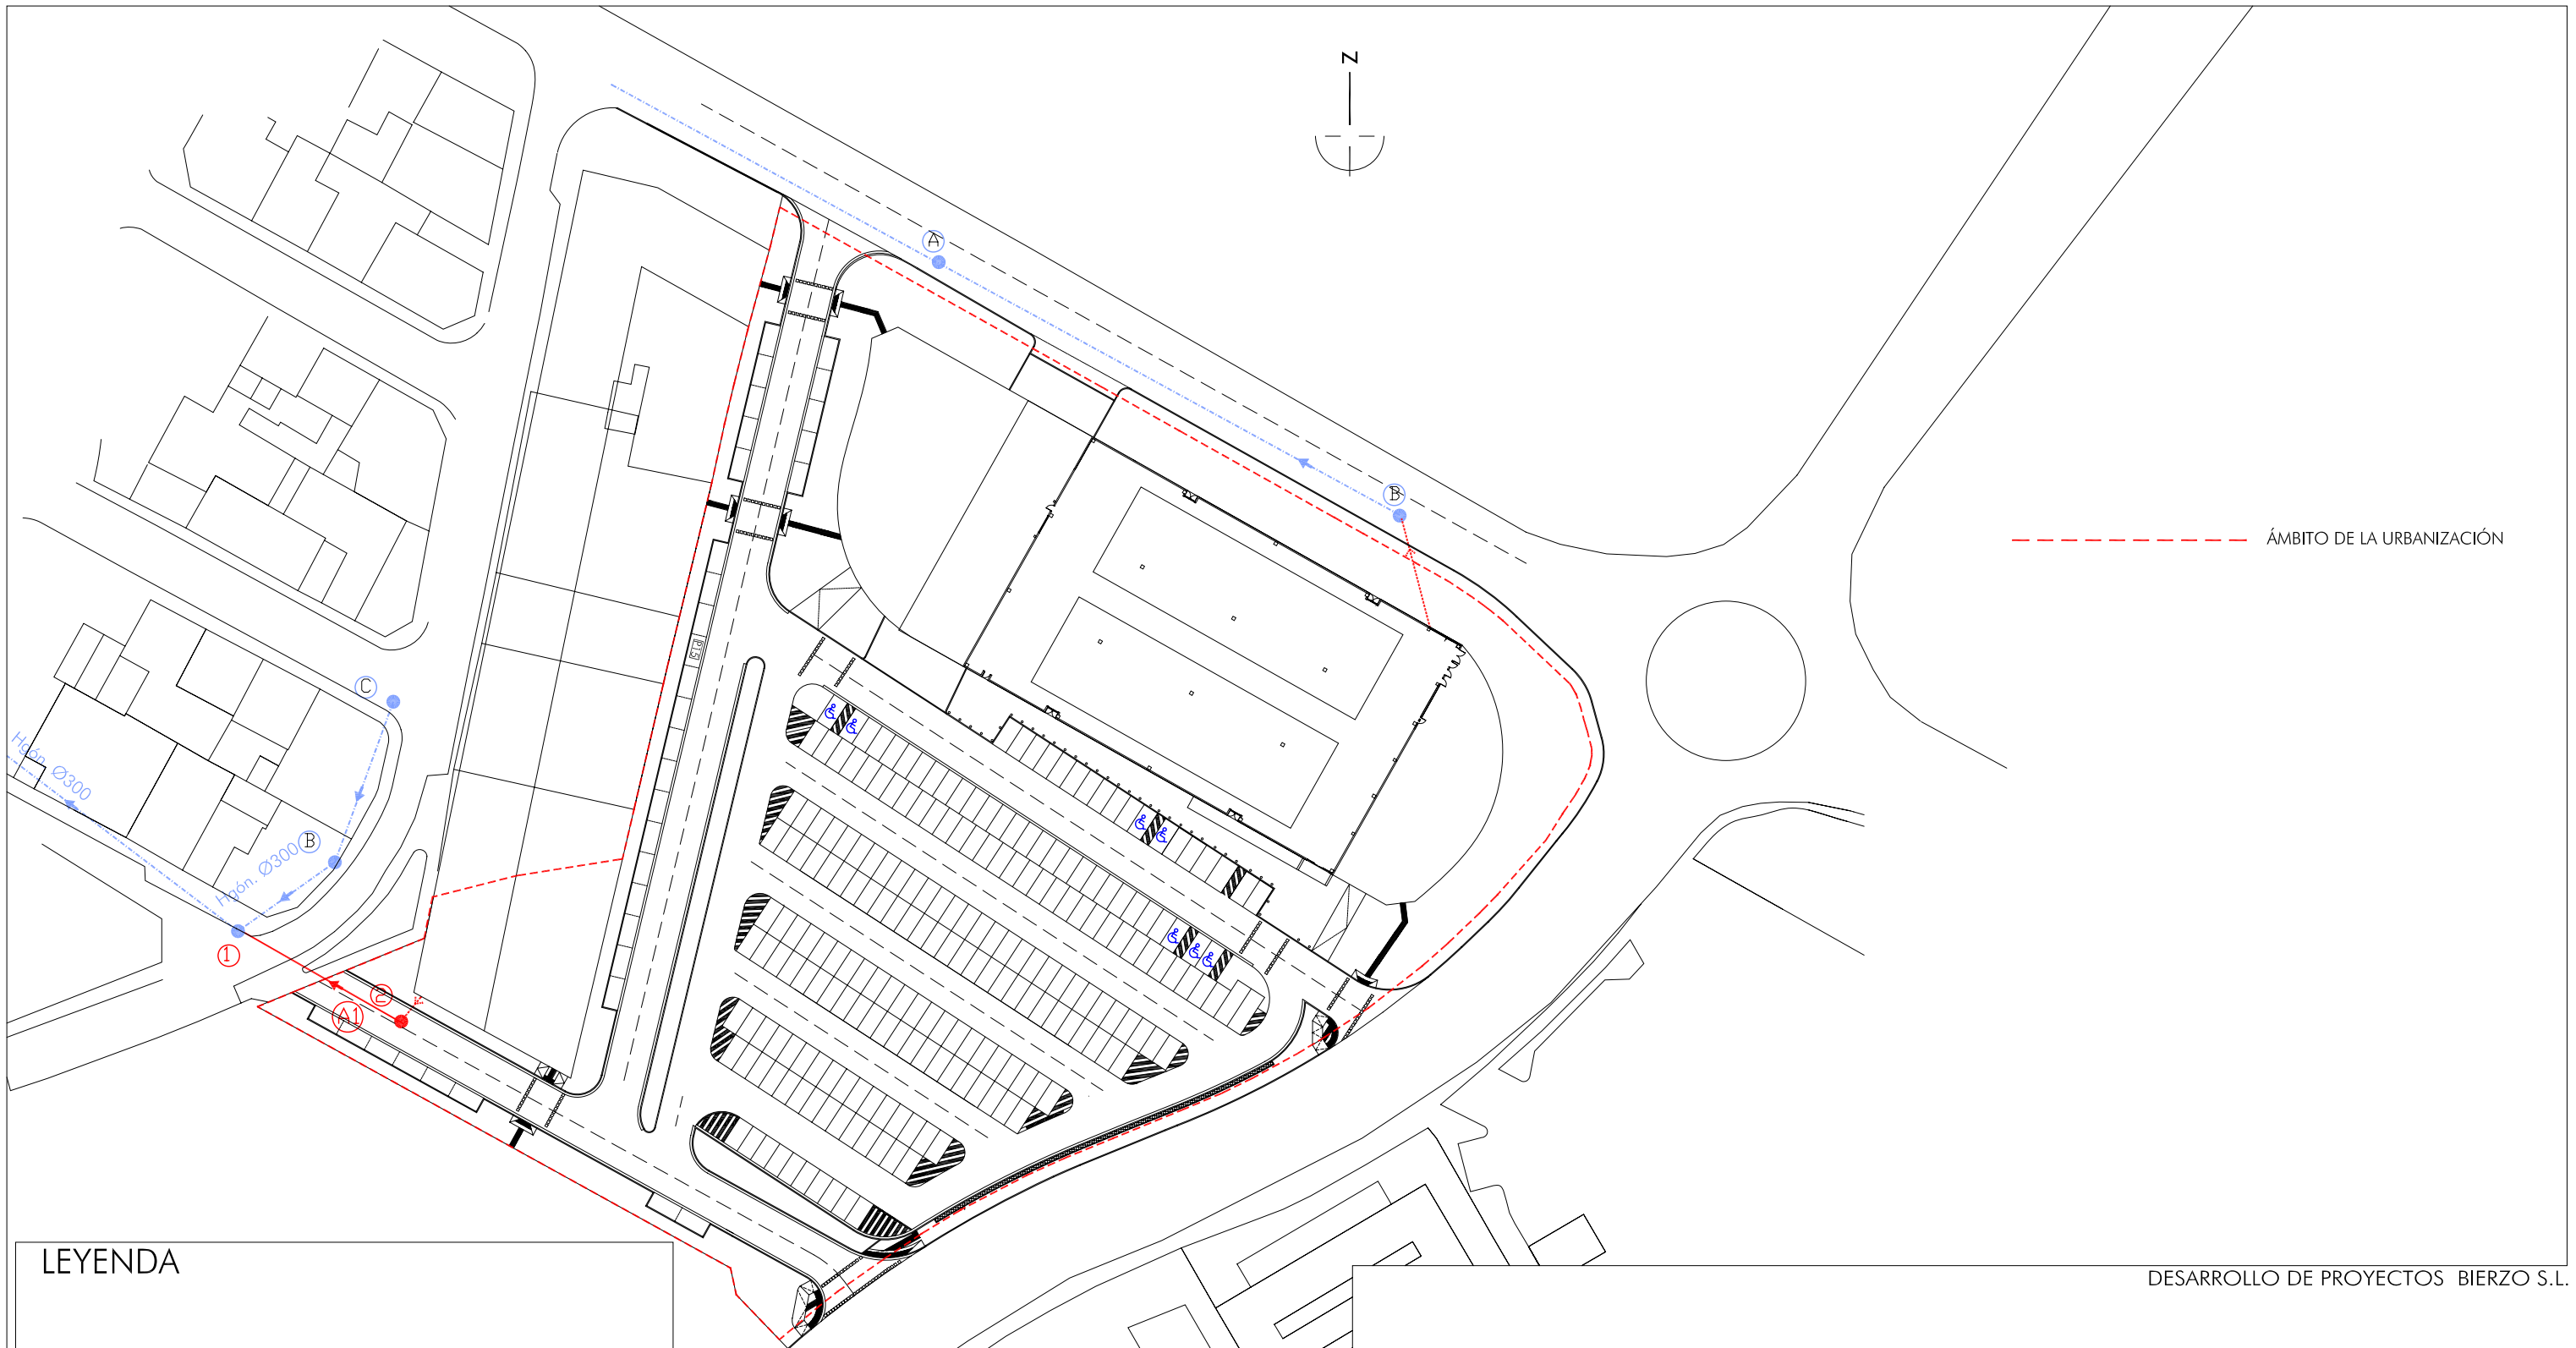 N
A
B
ÁMBITO DE LA URBANIZACIÓN
C
Hgón. Ø300
B
Hgón. Ø300
1
2
A1
LEYENDA
DESARROLLO DE PROYECTOS BIERZO S.L.